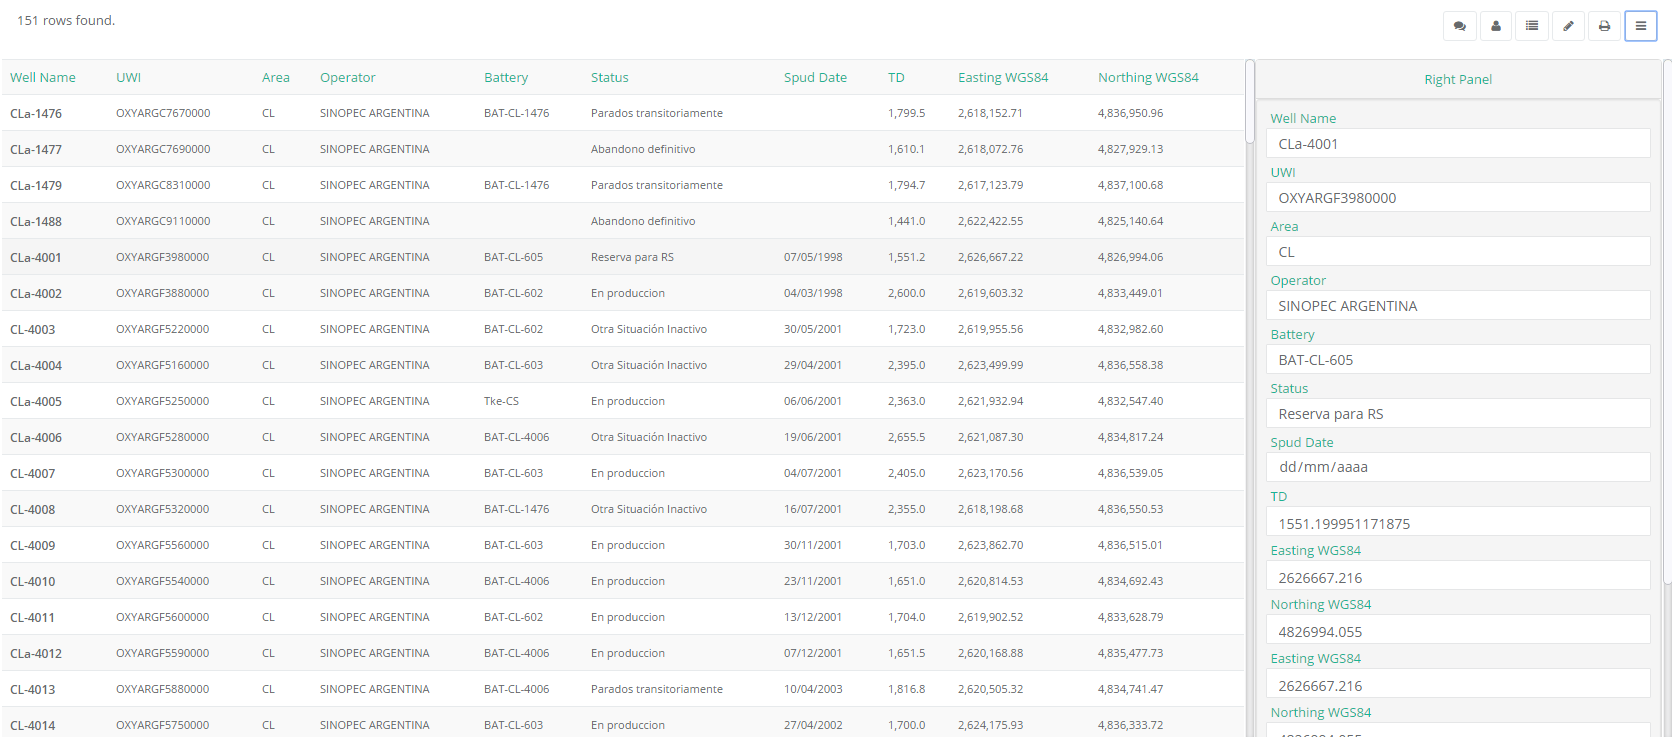 151 rows found.
Well Name UWI Area Operator Battery Status Spud Date TD Easting WGS84 Northing WGS84
CLa-1476 OXYARGC7670000 CL SINOPEC ARGENTINA BAT-CL-1476 Parados transitoriamente 1,799.5 2,618,152.71 4,836,950.96
CLa-1477 OXYARGC7690000 CL SINOPEC ARGENTINA Abandono definitivo 1,610.1 2,618,072.76 4,827,929.13
CLa-1479 OXYARGC8310000 CL SINOPEC ARGENTINA BAT-CL-1476 Parados transitoriamente 1,794.7 2,617,123.79 4,837,100.68
CLa-1488 OXYARGC9110000 CL SINOPEC ARGENTINA Abandono definitivo 1,441.0 2,622,422.55 4,825,140.64
CLa-4001 OXYARGF3980000 CL SINOPEC ARGENTINA BAT-CL-605 Reserva para RS 07/05/1998 1,551.2 2,626,667.22 4,826,994.06
CLa-4002 OXYARGF3880000 CL SINOPEC ARGENTINA BAT-CL-602 En produccion 04/03/1998 2,600.0 2,619,603.32 4,833,449.01
CL-4003 OXYARGF5220000 CL SINOPEC ARGENTINA BAT-CL-602 Otra Situación Inactivo 30/05/2001 1,723.0 2,619,955.56 4,832,982.60
CLa-4004 OXYARGF5160000 CL SINOPEC ARGENTINA BAT-CL-603 Otra Situación Inactivo 29/04/2001 2,395.0 2,623,499.99 4,836,558.38
CLa-4005 OXYARGF5250000 CL SINOPEC ARGENTINA Tke-CS En produccion 06/06/2001 2,363.0 2,621,932.94 4,832,547.40
CLa-4006 OXYARGF5280000 CL SINOPEC ARGENTINA BAT-CL-4006 Otra Situación Inactivo 19/06/2001 2,655.5 2,621,087.30 4,834,817.24
CL-4007 OXYARGF5300000 CL SINOPEC ARGENTINA BAT-CL-603 En produccion 04/07/2001 2,405.0 2,623,170.56 4,836,539.05
CL-4008 OXYARGF5320000 CL SINOPEC ARGENTINA BAT-CL-1476 Otra Situación Inactivo 16/07/2001 2,355.0 2,618,198.68 4,836,550.53
CL-4009 OXYARGF5560000 CL SINOPEC ARGENTINA BAT-CL-603 En produccion 30/11/2001 1,703.0 2,623,862.70 4,836,515.01
CL-4010 OXYARGF5540000 CL SINOPEC ARGENTINA BAT-CL-4006 En produccion 23/11/2001 1,651.0 2,620,814.53 4,834,692.43
CL-4011 OXYARGF5600000 CL SINOPEC ARGENTINA BAT-CL-602 En produccion 13/12/2001 1,704.0 2,619,902.52 4,833,628.79
CLa-4012 OXYARGF5590000 CL SINOPEC ARGENTINA BAT-CL-4006 En produccion 07/12/2001 1,651.5 2,620,168.88 4,835,477.73
CL-4013 OXYARGF5880000 CL SINOPEC ARGENTINA BAT-CL-4006 Parados transitoriamente 10/04/2003 1,816.8 2,620,505.32 4,834,741.47
CL-4014 OXYARGF5750000 CL SINOPEC ARGENTINA BAT-CL-603 En produccion 27/04/2002 1,700.0 2,624,175.93 4,836,333.72
Right Panel
Well Name
CLa-4001
UWI
OXYARGF3980000
Area
CL
Operator
SINOPEC ARGENTINA
Battery
BAT-CL-605
Status
Reserva para RS
Spud Date
dd/mm/aaaa
TD
1551.199951171875
Easting WGS84
2626667.216
Northing WGS84
4826994.055
Easting WGS84
2626667.216
Northing WGS84